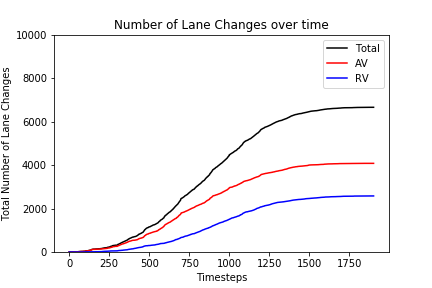 Number of Lane Changes over time
Total Number of Lane Changes
10000
8000
6000
4000
2000
0
Total
AV
RV
0 250 500 750 1000 1250 1500 1750
Timesteps